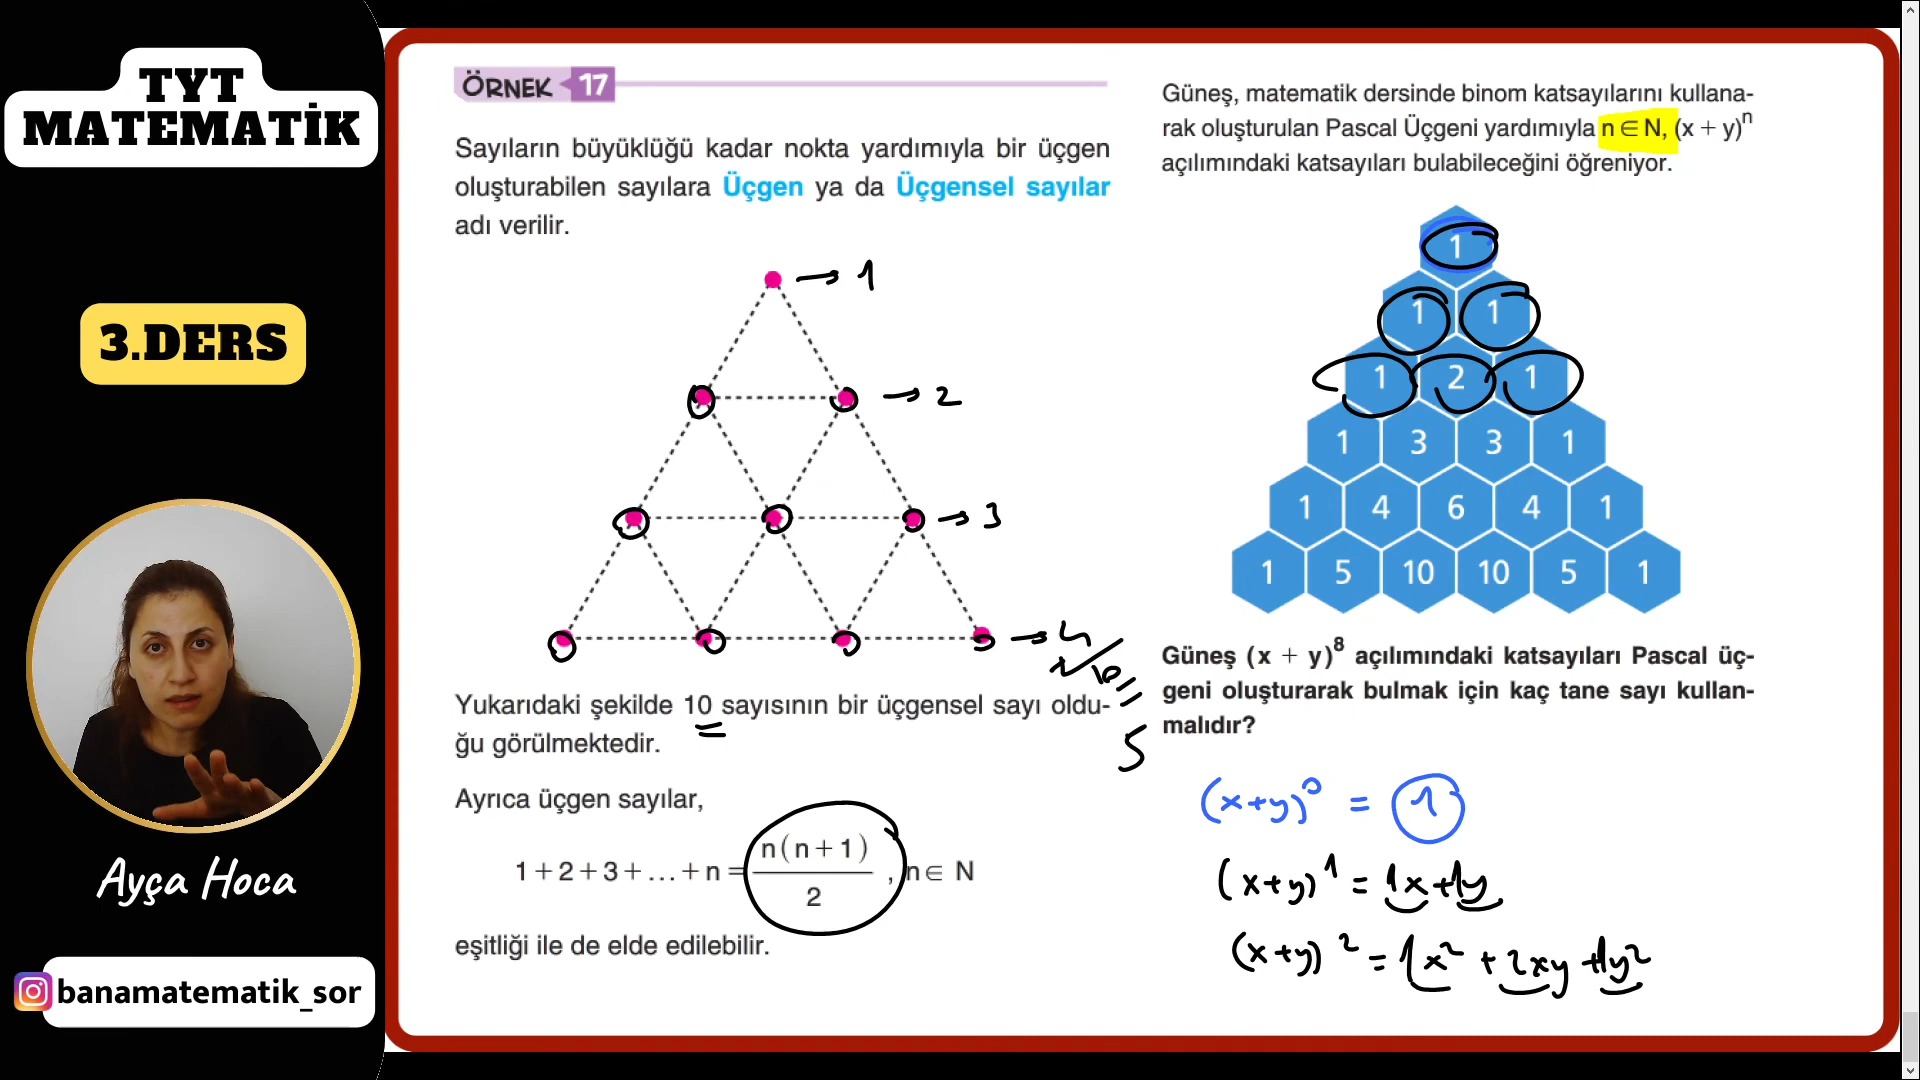 TYT
MATEMATİK
3.DERS
Ayça Hoca
banamatematik_sor
ÖRNEK 17
Sayıların büyüklüğü kadar nokta yardımıyla bir üçgen
oluşturabilen sayılara Üçgen ya da Üçgensel sayılar
adı verilir.
→ 1
→ 2
→ 3
→ 4
10
5
Yukarıdaki şekilde 10 sayısının bir üçgensel sayı oldu-
ğu görülmektedir.
Ayrıca üçgen sayılar,
1+2+3+...+n = n(n+1)/2 , n∈ N
eşitliği ile de elde edilebilir.
Güneş, matematik dersinde binom katsayılarını kullana-
rak oluşturulan Pascal Üçgeni yardımıyla n∈N, (x + y)ⁿ
açılımındaki katsayıları bulabileceğini öğreniyor.
1
1 1
1 2 1
1 3 3 1
1 4 6 4 1
1 5 10 10 5 1
Güneş (x + y)⁸ açılımındaki katsayıları Pascal üç-
geni oluşturarak bulmak için kaç tane sayı kullan-
malıdır?
(x+y)⁰ = 1
(x+y)¹ = 1x+1y
(x+y)² = 1x² + 2xy +1y²